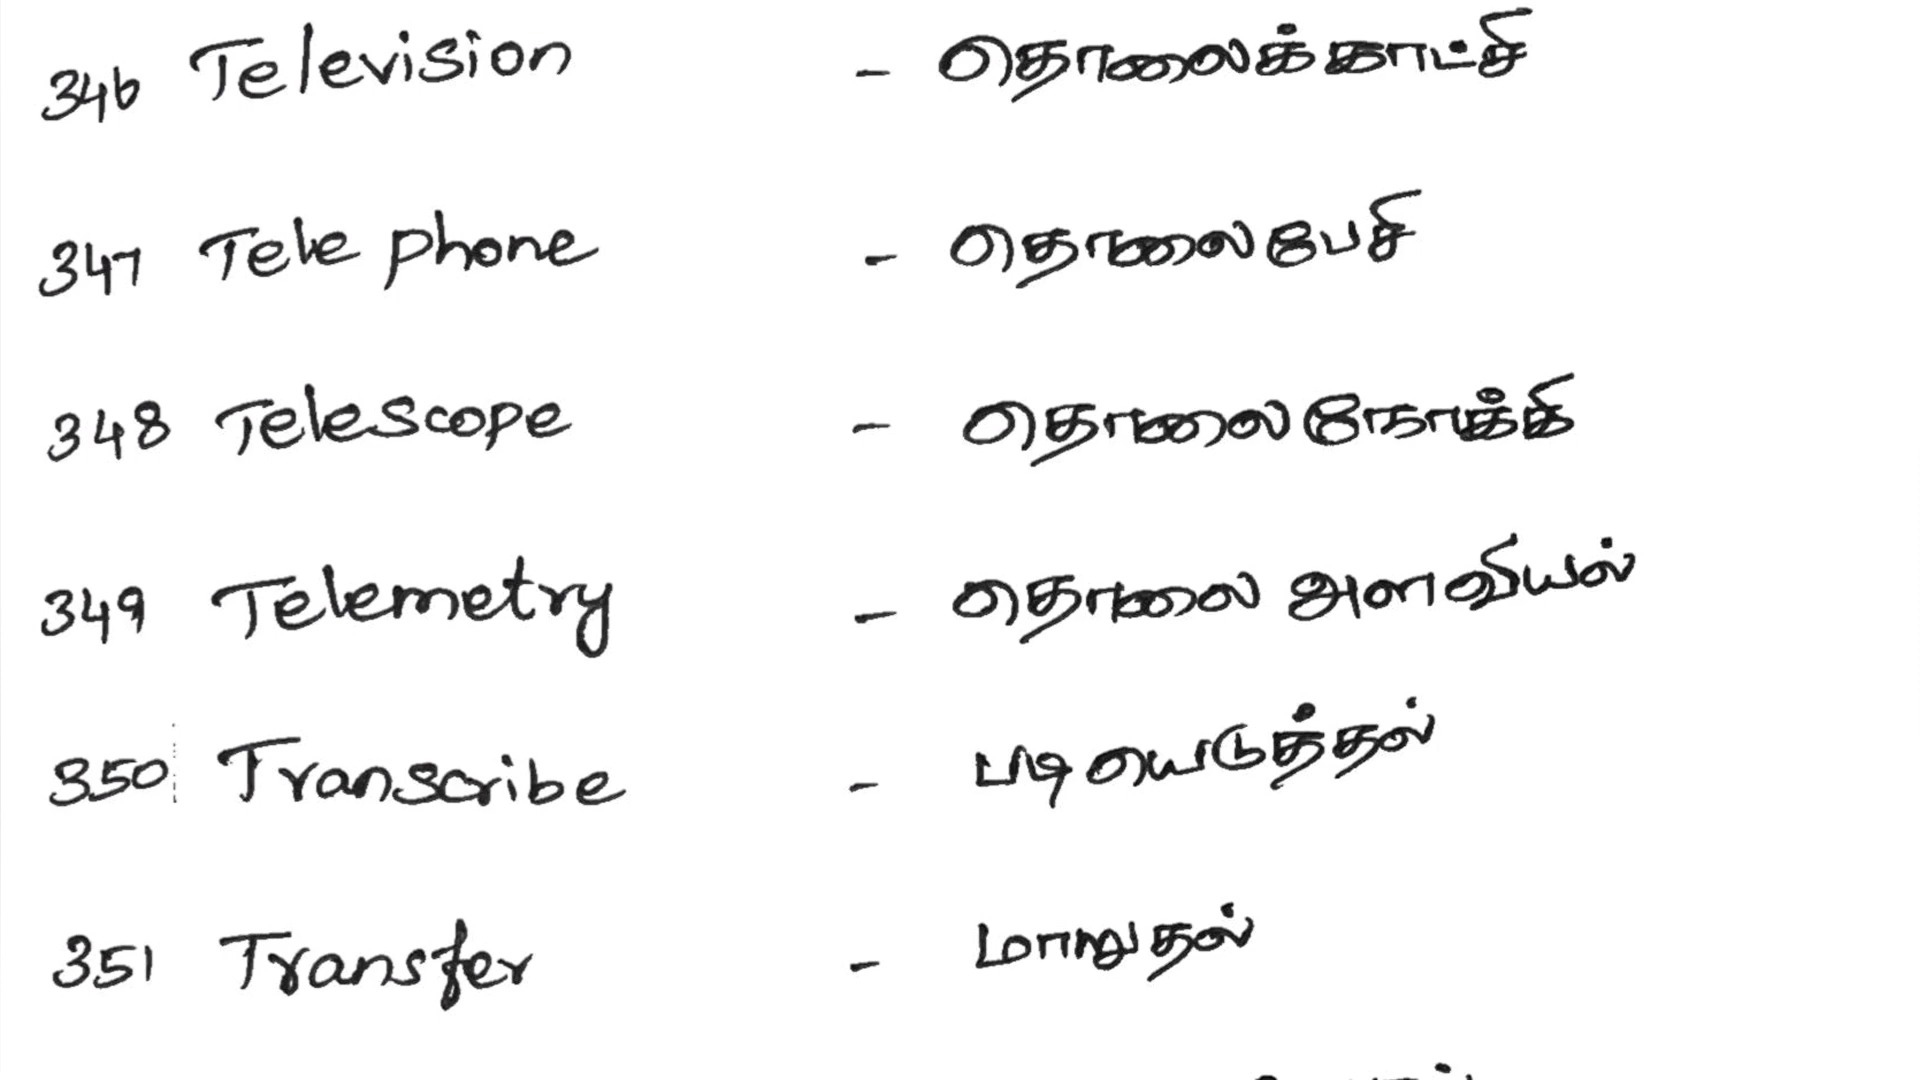 346 Television - தொலைக்காட்சி
347 Tele phone - தொலைபேசி
348 Telescope - தொலைநோக்கி
349 Telemetry - தொலை அளவியல்
350 Transcribe - படியெடுத்தல்
351 Transfer - மாறுதல்